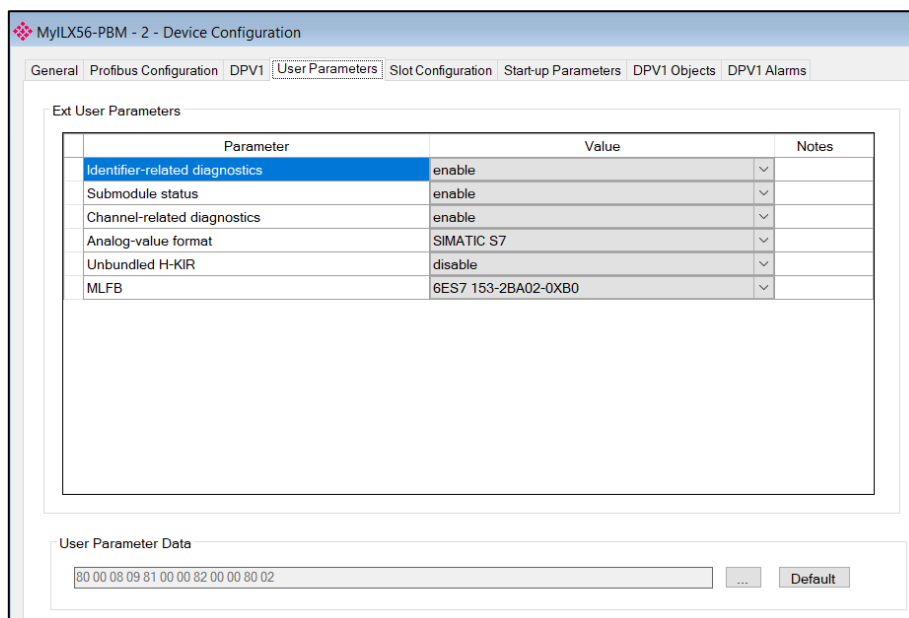 MyILX56-PBM - 2 - Device Configuration
General Profibus Configuration DPV1 User Parameters Slot Configuration Start-up Parameters DPV1 Objects DPV1 Alarms
Ext User Parameters
Parameter Value Notes
Identifier-related diagnostics enable
Submodule status enable
Channel-related diagnostics enable
Analog-value format SIMATIC S7
Unbundled H-KIR disable
MLFB 6ES7 153-2BA02-0XB0
User Parameter Data
80 00 08 09 81 00 00 82 00 00 80 02 ... Default